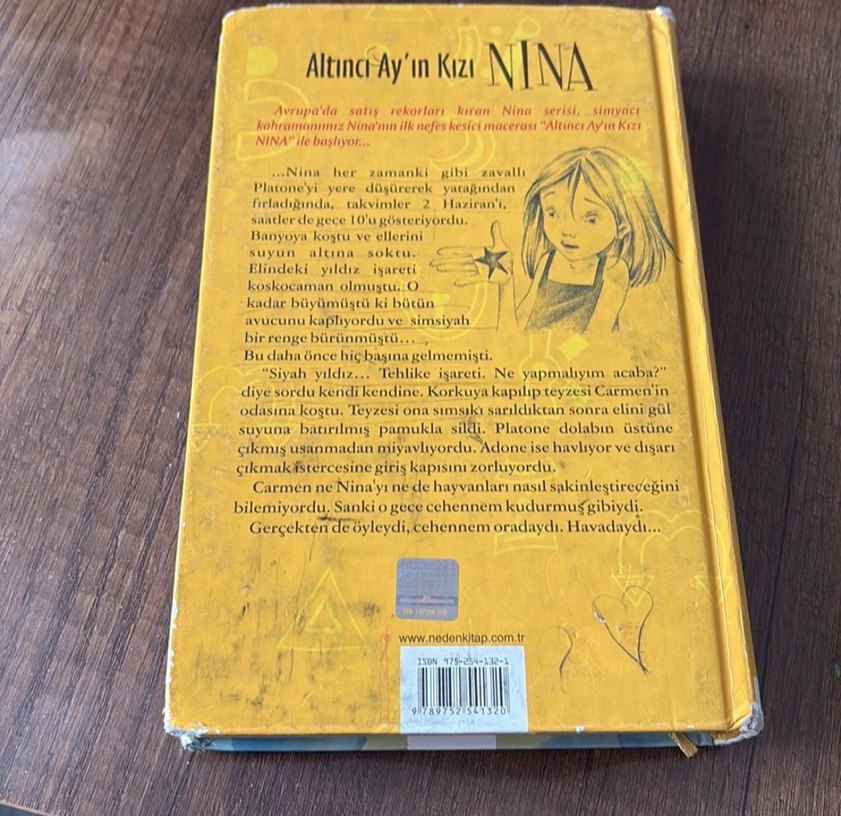 Altıncı Ay'ın Kızı NINA
Avrupa'da satış rekorları kıran Nina serisi, simyacı
kahramanımız Nina'nın ilk nefes kesici macerası "Altıncı Ay'ın Kızı
NINA" ile başlıyor...
...Nina her zamanki gibi zavallı
Platone'yi yere düşürerek yatağından
fırladığında, takvimler 2 Haziran'ı,
saatler de gece 10'u gösteriyordu.
Banyoya koştu ve ellerini
suyun altına soktu.
Elindeki yıldız işareti
koskocaman olmuştu. O
kadar büyümüştü ki bütün
avucunu kaplıyordu ve simsiyah
bir renge bürünmüştü...
Bu daha önce hiç başına gelmemişti.
"Siyah yıldız... Tehlike işareti. Ne yapmalıyım acaba?"
diye sordu kendi kendine. Korkuya kapılıp teyzesi Carmen'in
odasına koştu. Teyzesi ona sımsıkı sarıldıktan sonra elini gül
suyuna batırılmış pamukla sildi. Platone dolabın üstüne
çıkmış usanmadan miyavlıyordu. Adone ise havlıyor ve dışarı
çıkmak istercesine giriş kapısını zorluyordu.
Carmen ne Nina'yı ne de hayvanları nasıl sakinleştireceğini
bilemiyordu. Sanki o gece cehennem kudurmuş gibiydi.
Gerçekten de öyleydi, cehennem oradaydı. Havadaydı...
www.nedenkitap.com.tr
ISBN 975-254-132-1
9 789752 541320